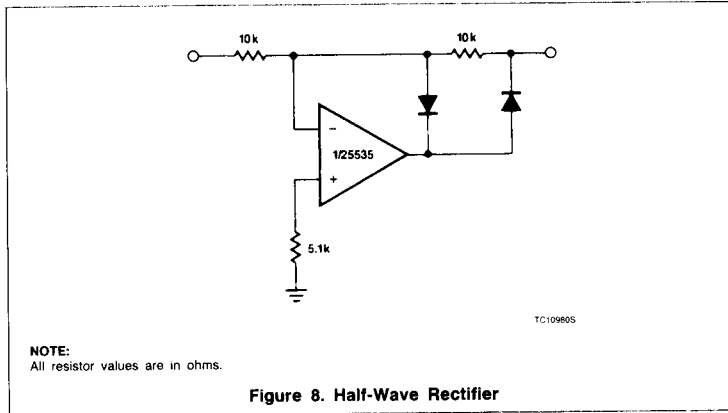 10k
10k
−
1/25535
+
5.1k
TC10980S
NOTE:
All resistor values are in ohms.
Figure 8. Half-Wave Rectifier